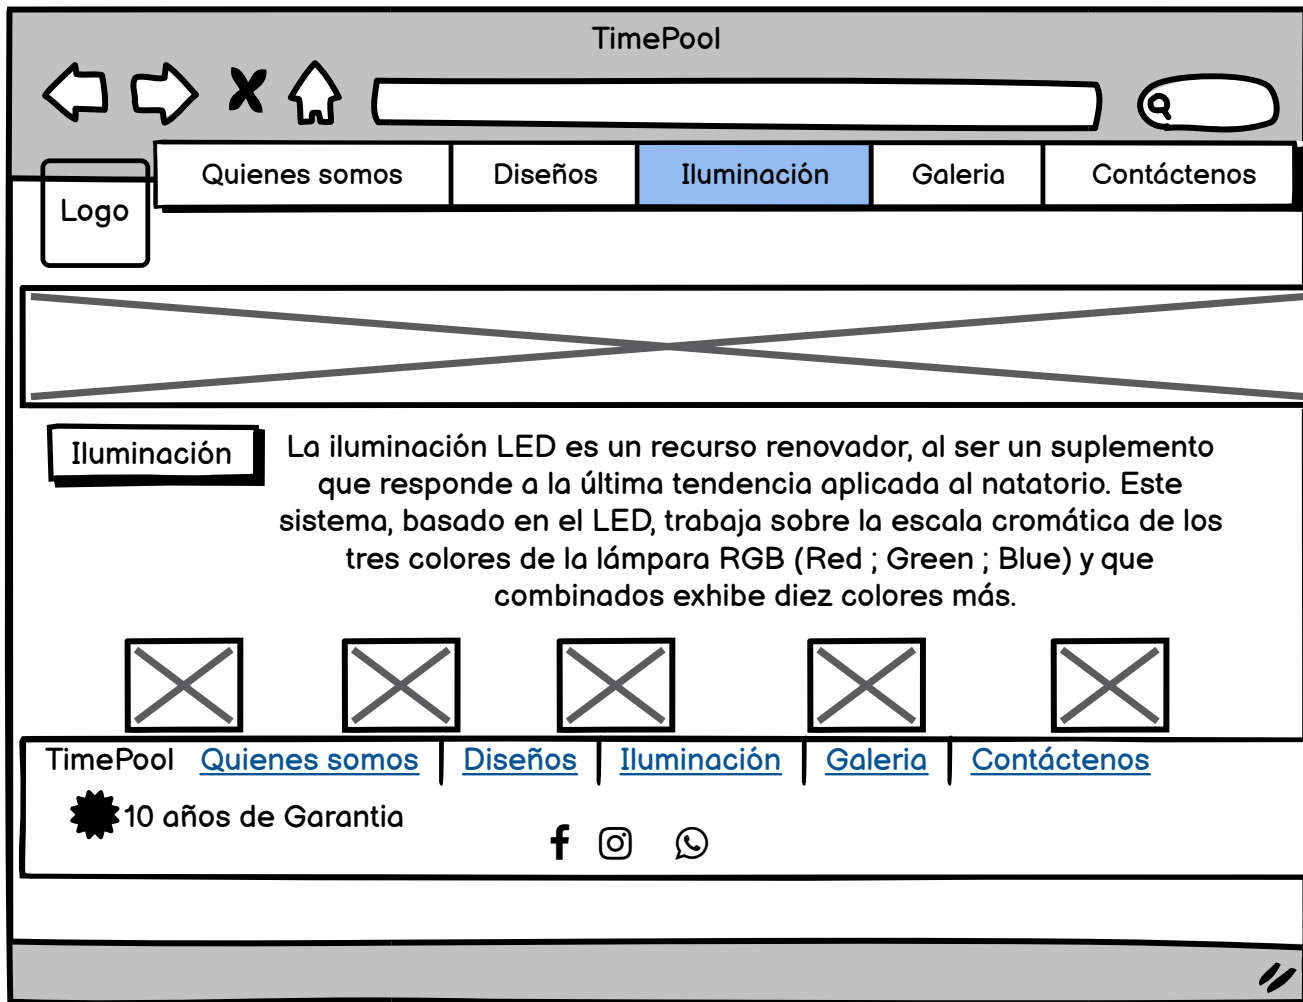 TimePool
Quienes somos Diseños Iluminación Galeria Contáctenos
Logo
Iluminación
La iluminación LED es un recurso renovador, al ser un suplemento
que responde a la última tendencia aplicada al natatorio. Este
sistema, basado en el LED, trabaja sobre la escala cromática de los
tres colores de la lámpara RGB (Red ; Green ; Blue) y que
combinados exhibe diez colores más.
TimePool Quienes somos Diseños Iluminación Galeria Contáctenos
10 años de Garantia